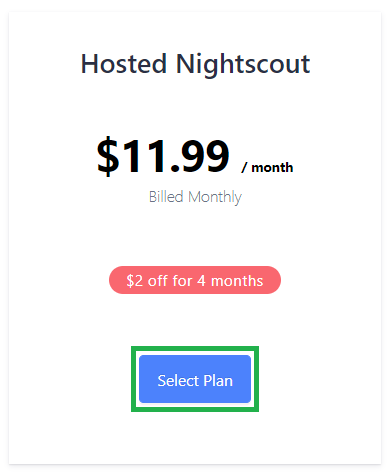 Hosted Nightscout
$11.99 / month
Billed Monthly
$2 off for 4 months
Select Plan